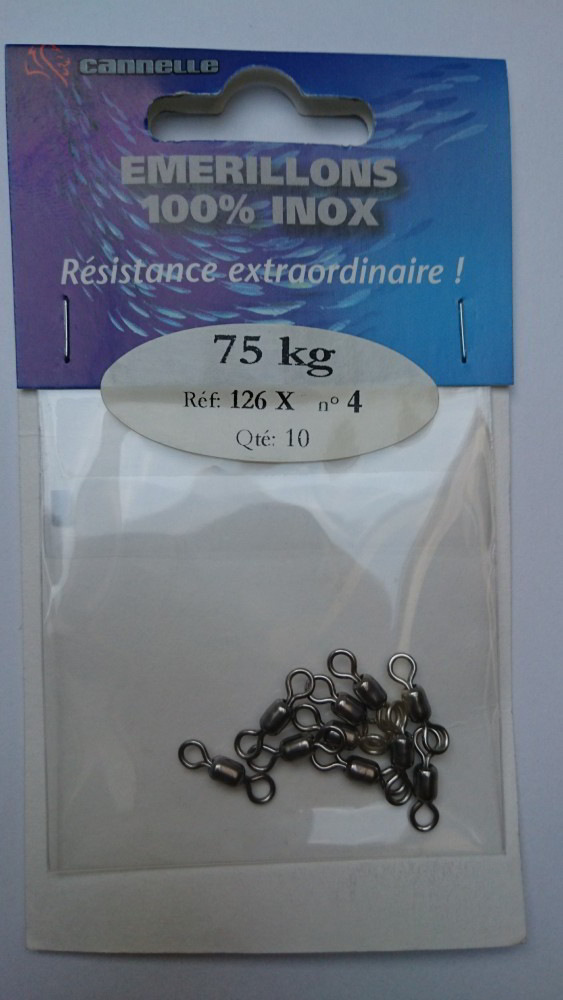 CANNELLE
EMERILLONS
100% INOX
Résistance extraordinaire !
75 kg
Réf: 126 X n° 4
Qté: 10